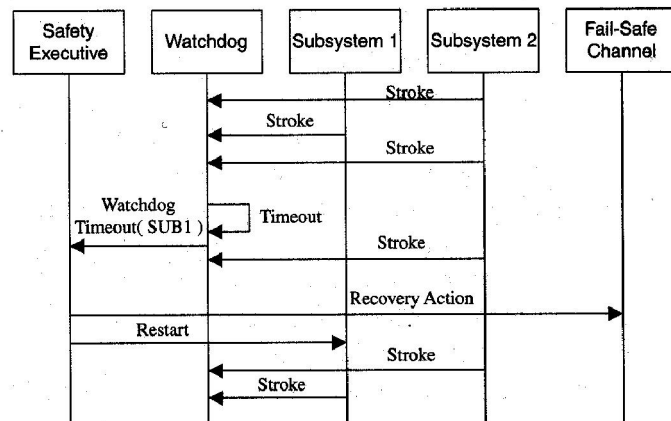 Safety
Executive
Watchdog
Subsystem 1
Subsystem 2
Fail-Safe
Channel
Stroke
Stroke
Stroke
Watchdog
Timeout( SUB1 )
Timeout
Stroke
Recovery Action
Restart
Stroke
Stroke